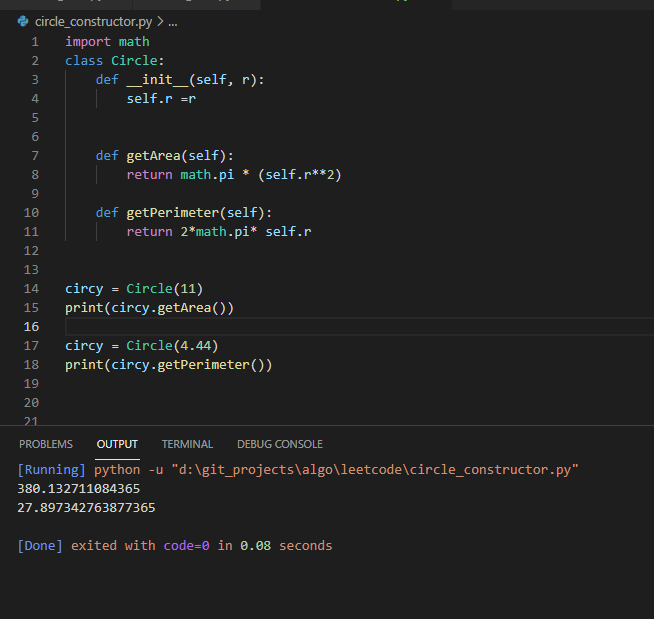 circle_constructor.py > ...
1 import math
2 class Circle:
3     def __init__(self, r):
4         self.r =r
5
6
7     def getArea(self):
8         return math.pi * (self.r**2)
9
10     def getPerimeter(self):
11         return 2*math.pi* self.r
12
13
14 circy = Circle(11)
15 print(circy.getArea())
16
17 circy = Circle(4.44)
18 print(circy.getPerimeter())
19
20
21
PROBLEMS OUTPUT TERMINAL DEBUG CONSOLE
[Running] python -u "d:\git_projects\algo\leetcode\circle_constructor.py"
380.132711084365
27.897342763877365
[Done] exited with code=0 in 0.08 seconds